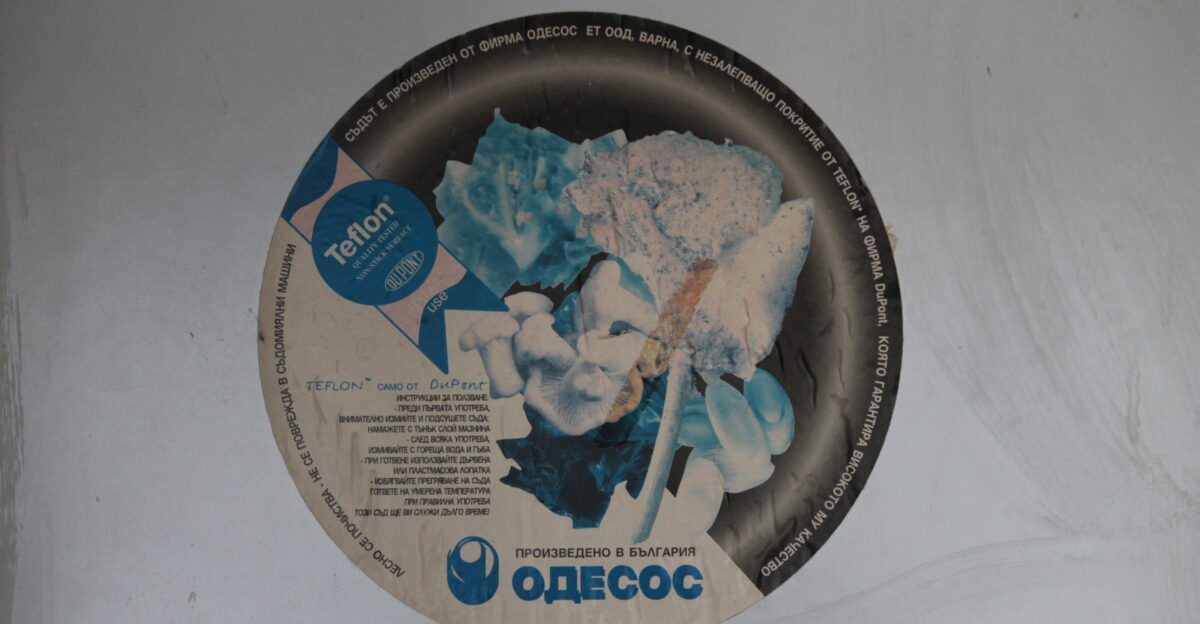 СЪДЪТ Е ПРОИЗВЕДЕН ОТ ФИРМА ОДЕСОС ЕТ ООД, ВАРНА, С НЕЗАЛЕПВАЩО ПОКРИТИЕ ОТ TEFLON® НА ФИРМА DuPont, КОЯТО ГАРАНТИРА ВИСОКОТО МУ КАЧЕСТВО
Teflon®
QUALITY TESTED
NON-STICK SURFACE
DUPONT
use
ЛЕСНО СЕ ПОЧИСТВА - НЕ СЕ ПОВРЕЖДА В СЪДОМИЯЛНИ МАШИНИ
TEFLON™ САМО ОТ DuPont
ИНСТРУКЦИИ ЗА ПОЛЗВАНЕ:
- ПРЕДИ ПЪРВАТА УПОТРЕБА,
ВНИМАТЕЛНО ИЗМИЙТЕ И ПОДСУШЕТЕ СЪДА;
НАМАЖЕТЕ С ТЪНЪК СЛОЙ МАЗНИНА
- СЛЕД ВСЯКА УПОТРЕБА,
ИЗМИВАЙТЕ С ГОРЕЩА ВОДА И ГЪБА
- ПРИ ГОТВЕНЕ ИЗПОЛЗВАЙТЕ ДЪРВЕНА
ИЛИ ПЛАСТМАСОВА ЛОПАТКА
- ИЗБЯГВАЙТЕ ПРЕГРЯВАНЕ НА СЪДА
ГОТВЕТЕ НА УМЕРЕНА ТЕМПЕРАТУРА
ПРИ ПРАВИЛНА УПОТРЕБА
ТОЗИ СЪД ЩЕ ВИ СЛУЖИ ДЪЛГО ВРЕМЕ!
ПРОИЗВЕДЕНО В БЪЛГАРИЯ
ОДЕСОС